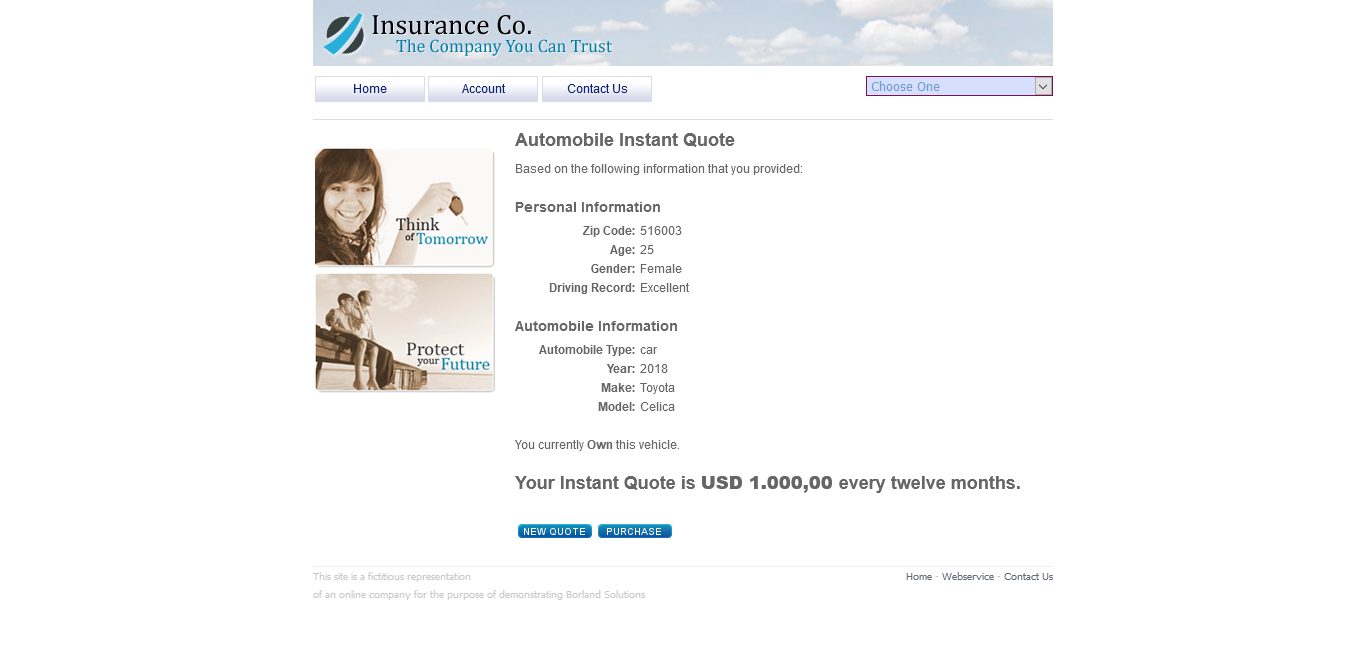 Insurance Co.
The Company You Can Trust
Home
Account
Contact Us
Choose One
Think
of Tomorrow
Protect
your Future
Automobile Instant Quote
Based on the following information that you provided:
Personal Information
Zip Code: 516003
Age: 25
Gender: Female
Driving Record: Excellent
Automobile Information
Automobile Type: car
Year: 2018
Make: Toyota
Model: Celica
You currently Own this vehicle.
Your Instant Quote is USD 1.000,00 every twelve months.
NEW QUOTE
PURCHASE
This site is a fictitious representation
of an online company for the purpose of demonstrating Borland Solutions
Home - Webservice - Contact Us